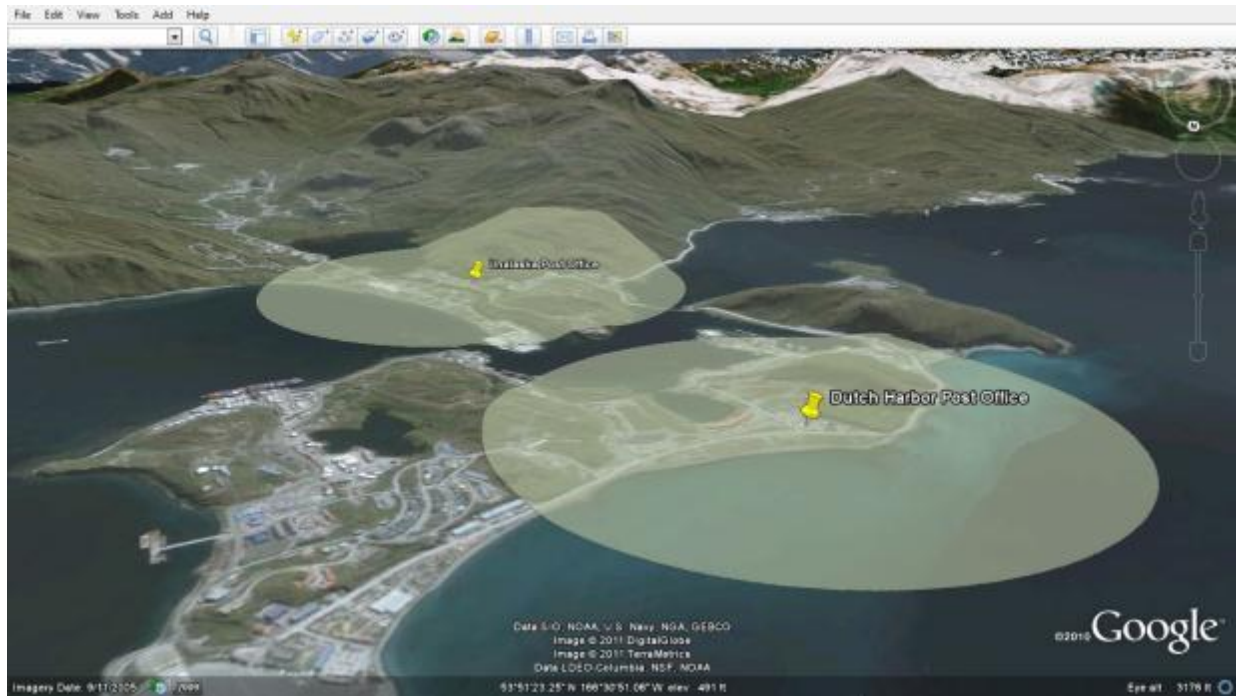 File Edit View Tools Add Help
N
Unalaska Post Office
Dutch Harbor Post Office
Data SIO, NOAA, U.S. Navy, NGA, GEBCO
Image © 2011 DigitalGlobe
Image © 2011 TerraMetrics
Data LDEO-Columbia, NSF, NOAA
©2010 Google
Imagery Date: 9/17/2005 2005 53°51'23.25" N 166°30'51.06" W elev 491 ft Eye alt 3176 ft